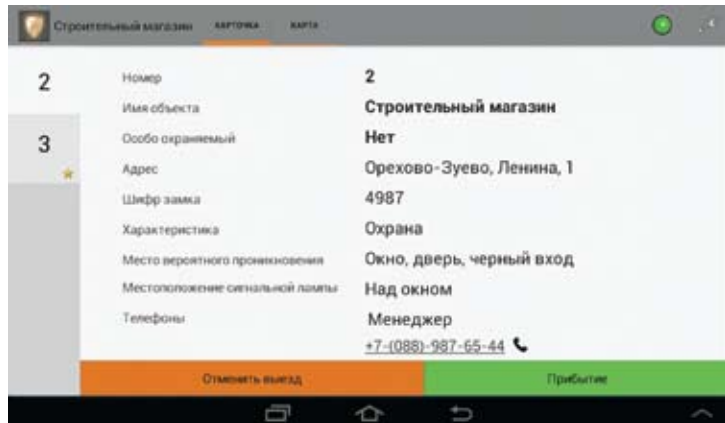 Строительный магазин КАРТОЧКА КАРТА
2
3
Номер 2
Имя объекта Строительный магазин
Особо охраняемый Нет
Адрес Орехово-Зуево, Ленина, 1
Шифр замка 4987
Характеристика Охрана
Место вероятного проникновения Окно, дверь, черный вход
Местоположение сигнальной лампы Над окном
Телефоны Менеджер
+7-(088)-987-65-44
Отменить выезд Прибытие